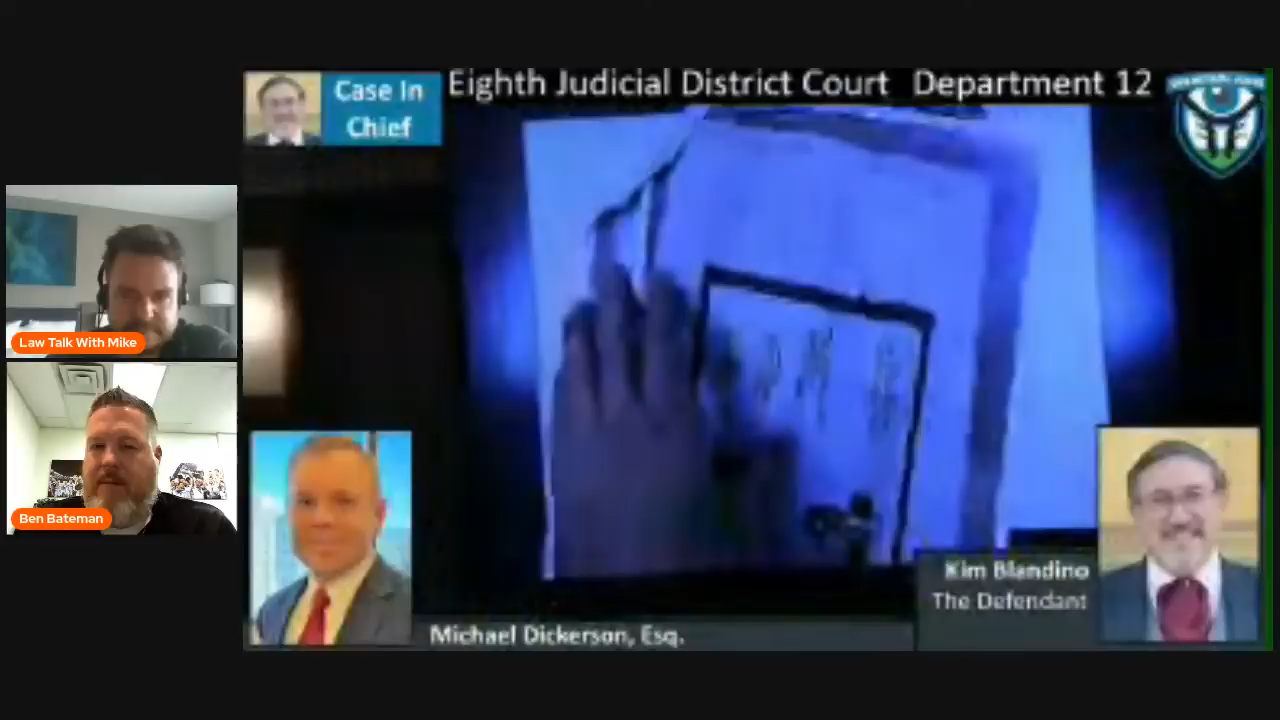 Case In
Chief
Eighth Judicial District Court Department 12
Law Talk With Mike
Ben Bateman
Kim Blandino
The Defendant
Michael Dickerson, Esq.